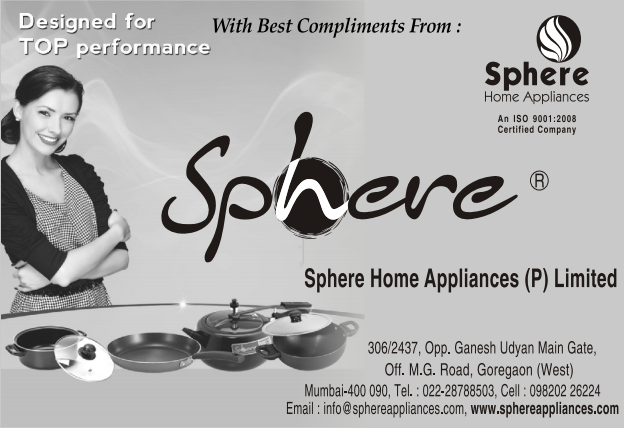 Designed for
TOP performance
With Best Compliments From :
Sphere
Home Appliances
An ISO 9001:2008
Certified Company
Sphere ®
Sphere Home Appliances (P) Limited
306/2437, Opp. Ganesh Udyan Main Gate,
Off. M.G. Road, Goregaon (West)
Mumbai-400 090, Tel. : 022-28788503, Cell : 098202 26224
Email : info@sphereappliances.com, www.sphereappliances.com